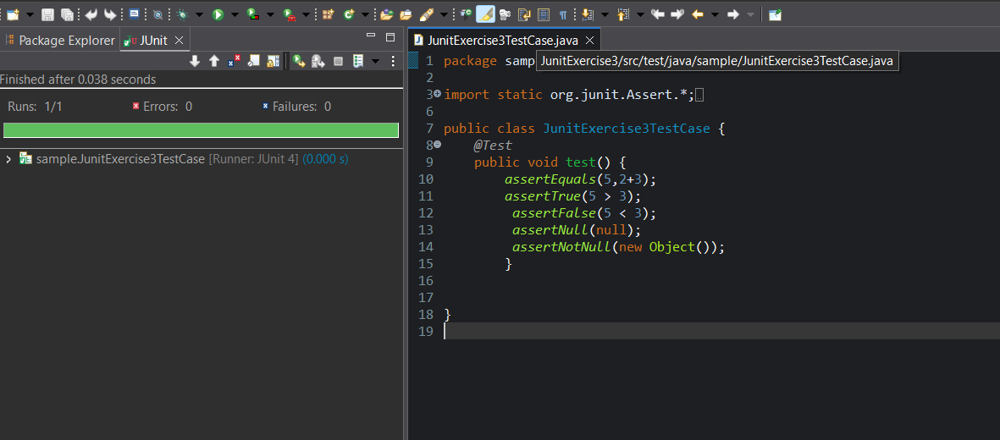 Package Explorer
JUnit
JunitExercise3TestCase.java
Finished after 0.038 seconds
Runs: 1/1
Errors: 0
Failures: 0
sample.JunitExercise3TestCase [Runner: JUnit 4] (0.000 s)
JunitExercise3/src/test/java/sample/JunitExercise3TestCase.java
1 package samp
2
3 import static org.junit.Assert.*;
6
7 public class JunitExercise3TestCase {
8 @Test
9 public void test() {
10 assertEquals(5,2+3);
11 assertTrue(5 > 3);
12 assertFalse(5 < 3);
13 assertNull(null);
14 assertNotNull(new Object());
15 }
16
17
18 }
19